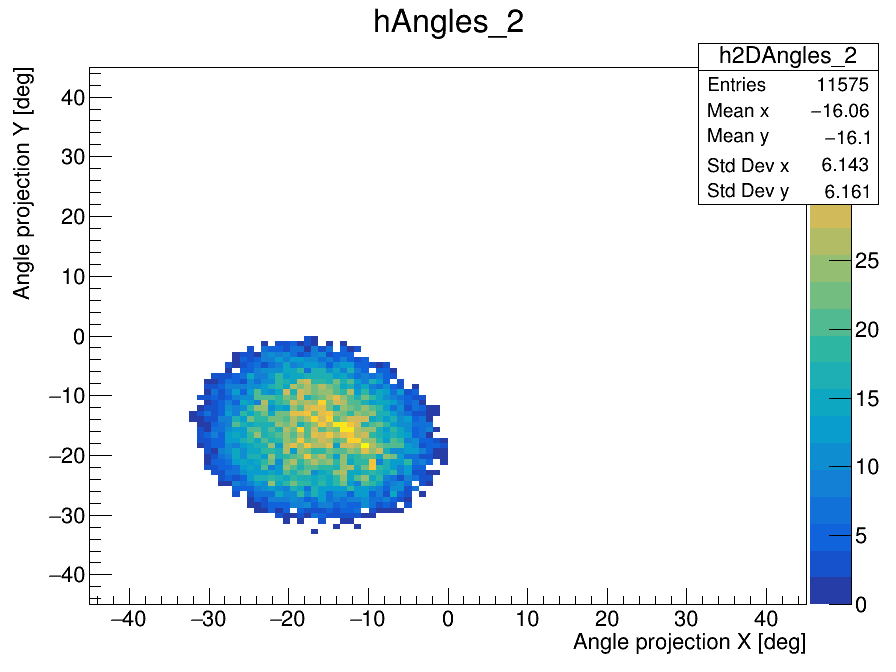 hAngles_2
h2DAngles_2
Entries 11575
Mean x −16.06
Mean y −16.1
Std Dev x 6.143
Std Dev y 6.161
Angle projection Y [deg]
40
30
20
10
0
−10
−20
−30
−40
−40 −30 −20 −10 0 10 20 30 40
Angle projection X [deg]
25
20
15
10
5
0